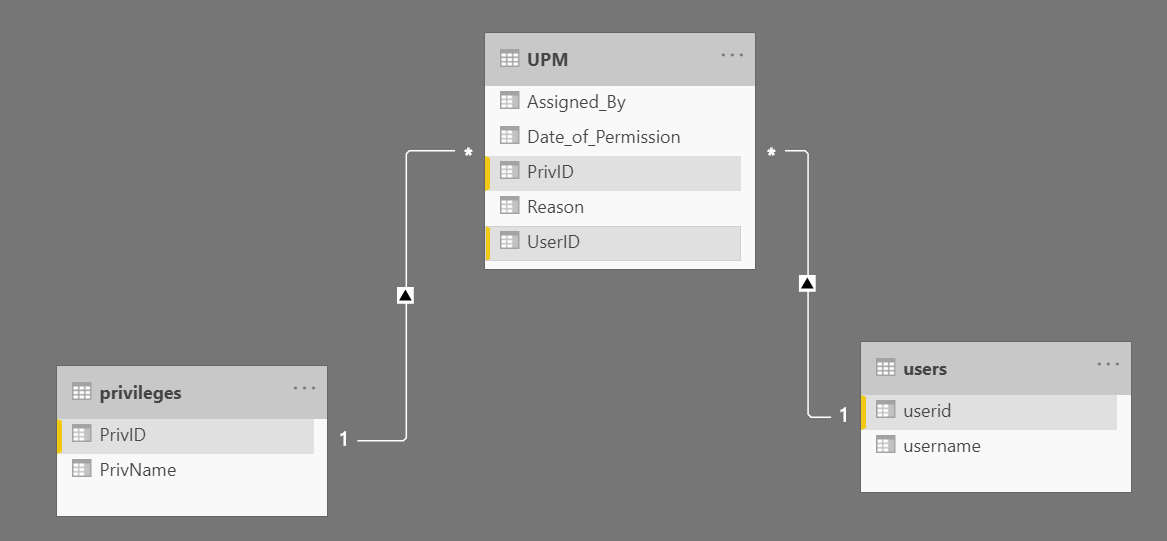 UPM
Assigned_By
Date_of_Permission
PrivID
Reason
UserID
*
*
privileges
PrivID
PrivName
1
users
userid
username
1